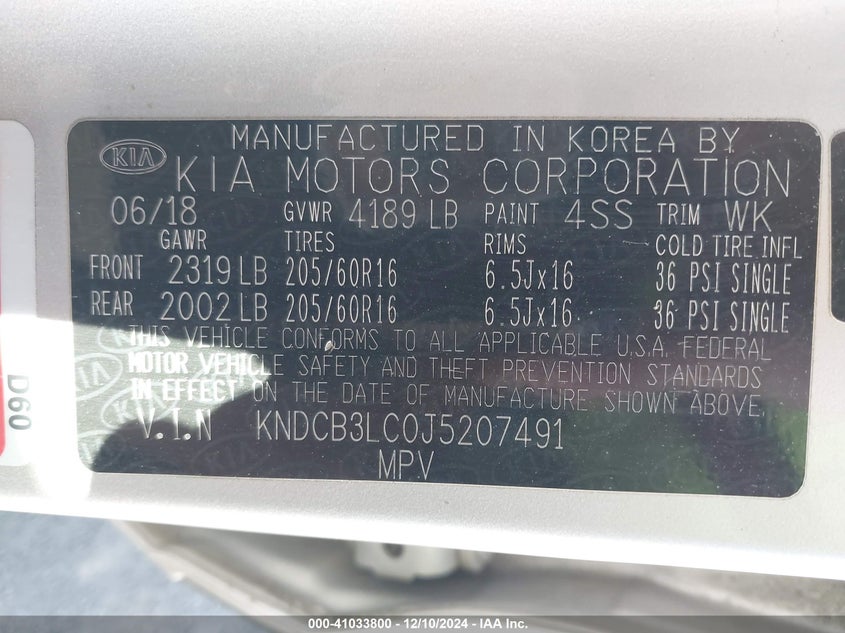 MANUFACTURED IN KOREA BY
KIA KIA MOTORS CORPORATION
06/18 GVWR 4189 LB PAINT 4SS TRIM WK
GAWR TIRES RIMS COLD TIRE INFL
FRONT 2319 LB 205/60R16 6.5Jx16 36 PSI SINGLE
REAR 2002 LB 205/60R16 6.5Jx16 36 PSI SINGLE
THIS VEHICLE CONFORMS TO ALL APPLICABLE U.S.A. FEDERAL
MOTOR VEHICLE SAFETY AND THEFT PREVENTION STANDARDS
IN EFFECT ON THE DATE OF MANUFACTURE SHOWN ABOVE.
V.I.N KNDCB3LC0J5207491
MPV
D60
000-41033800 - 12/10/2024 - IAA Inc.